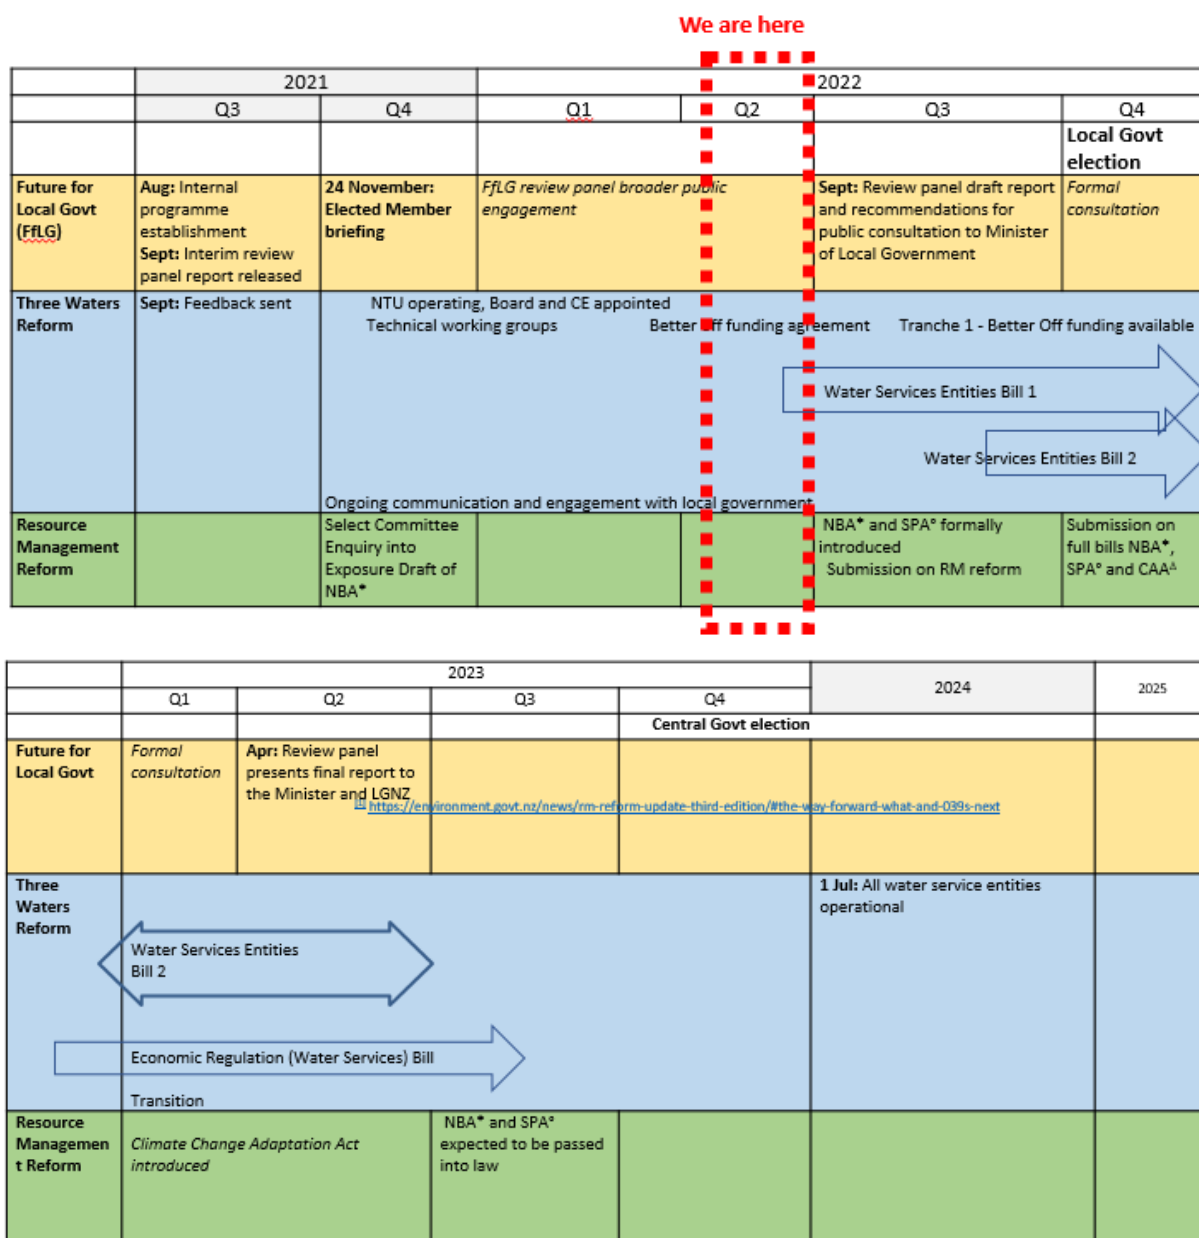 We are here
2021
2022
Q3
Q4
Q1
Q2
Q3
Q4
Local Govt
election
Future for
Local Govt
(FfLG)
Aug: Internal
programme
establishment
Sept: Interim review
panel report released
24 November:
Elected Member
briefing
FfLG review panel broader public
engagement
Sept: Review panel draft report
and recommendations for
public consultation to Minister
of Local Government
Formal
consultation
Three Waters
Reform
Sept: Feedback sent
NTU operating, Board and CE appointed
Technical working groups
Better Off funding agreement
Tranche 1 - Better Off funding available
Water Services Entities Bill 1
Water Services Entities Bill 2
Ongoing communication and engagement with local government
Resource
Management
Reform
Select Committee
Enquiry into
Exposure Draft of
NBA*
NBA* and SPA° formally
introduced
Submission on RM reform
Submission on
full bills NBA*,
SPA° and CAA∆
2023
2024
2025
Q1
Q2
Q3
Q4
Central Govt election
Future for
Local Govt
Formal
consultation
Apr: Review panel
presents final report to
the Minister and LGNZ
[1] https://environment.govt.nz/news/rm-reform-update-third-edition/#the-way-forward-what-and-039s-next
Three
Waters
Reform
Water Services Entities
Bill 2
Economic Regulation (Water Services) Bill
Transition
1 Jul: All water service entities
operational
Resource
Managemen
t Reform
Climate Change Adaptation Act
introduced
NBA* and SPA°
expected to be passed
into law